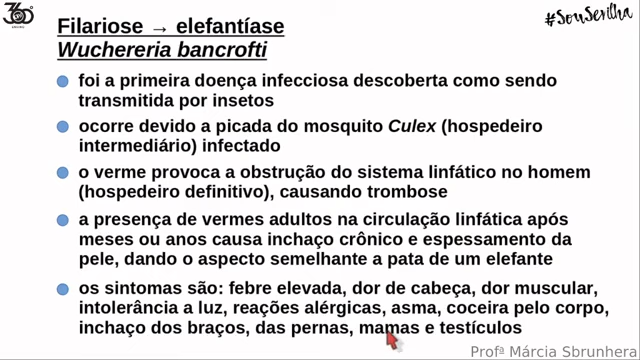 360°
#SouSerilha
Filariose → elefantíase
Wuchereria bancrofti
foi a primeira doença infecciosa descoberta como sendo
transmitida por insetos
ocorre devido a picada do mosquito Culex (hospedeiro
intermediário) infectado
o verme provoca a obstrução do sistema linfático no homem
(hospedeiro definitivo), causando trombose
a presença de vermes adultos na circulação linfática após
meses ou anos causa inchaço crônico e espessamento da
pele, dando o aspecto semelhante a pata de um elefante
os sintomas são: febre elevada, dor de cabeça, dor muscular,
intolerância a luz, reações alérgicas, asma, coceira pelo corpo,
inchaço dos braços, das pernas, mamas e testículos
Profª Márcia Sbrunhera